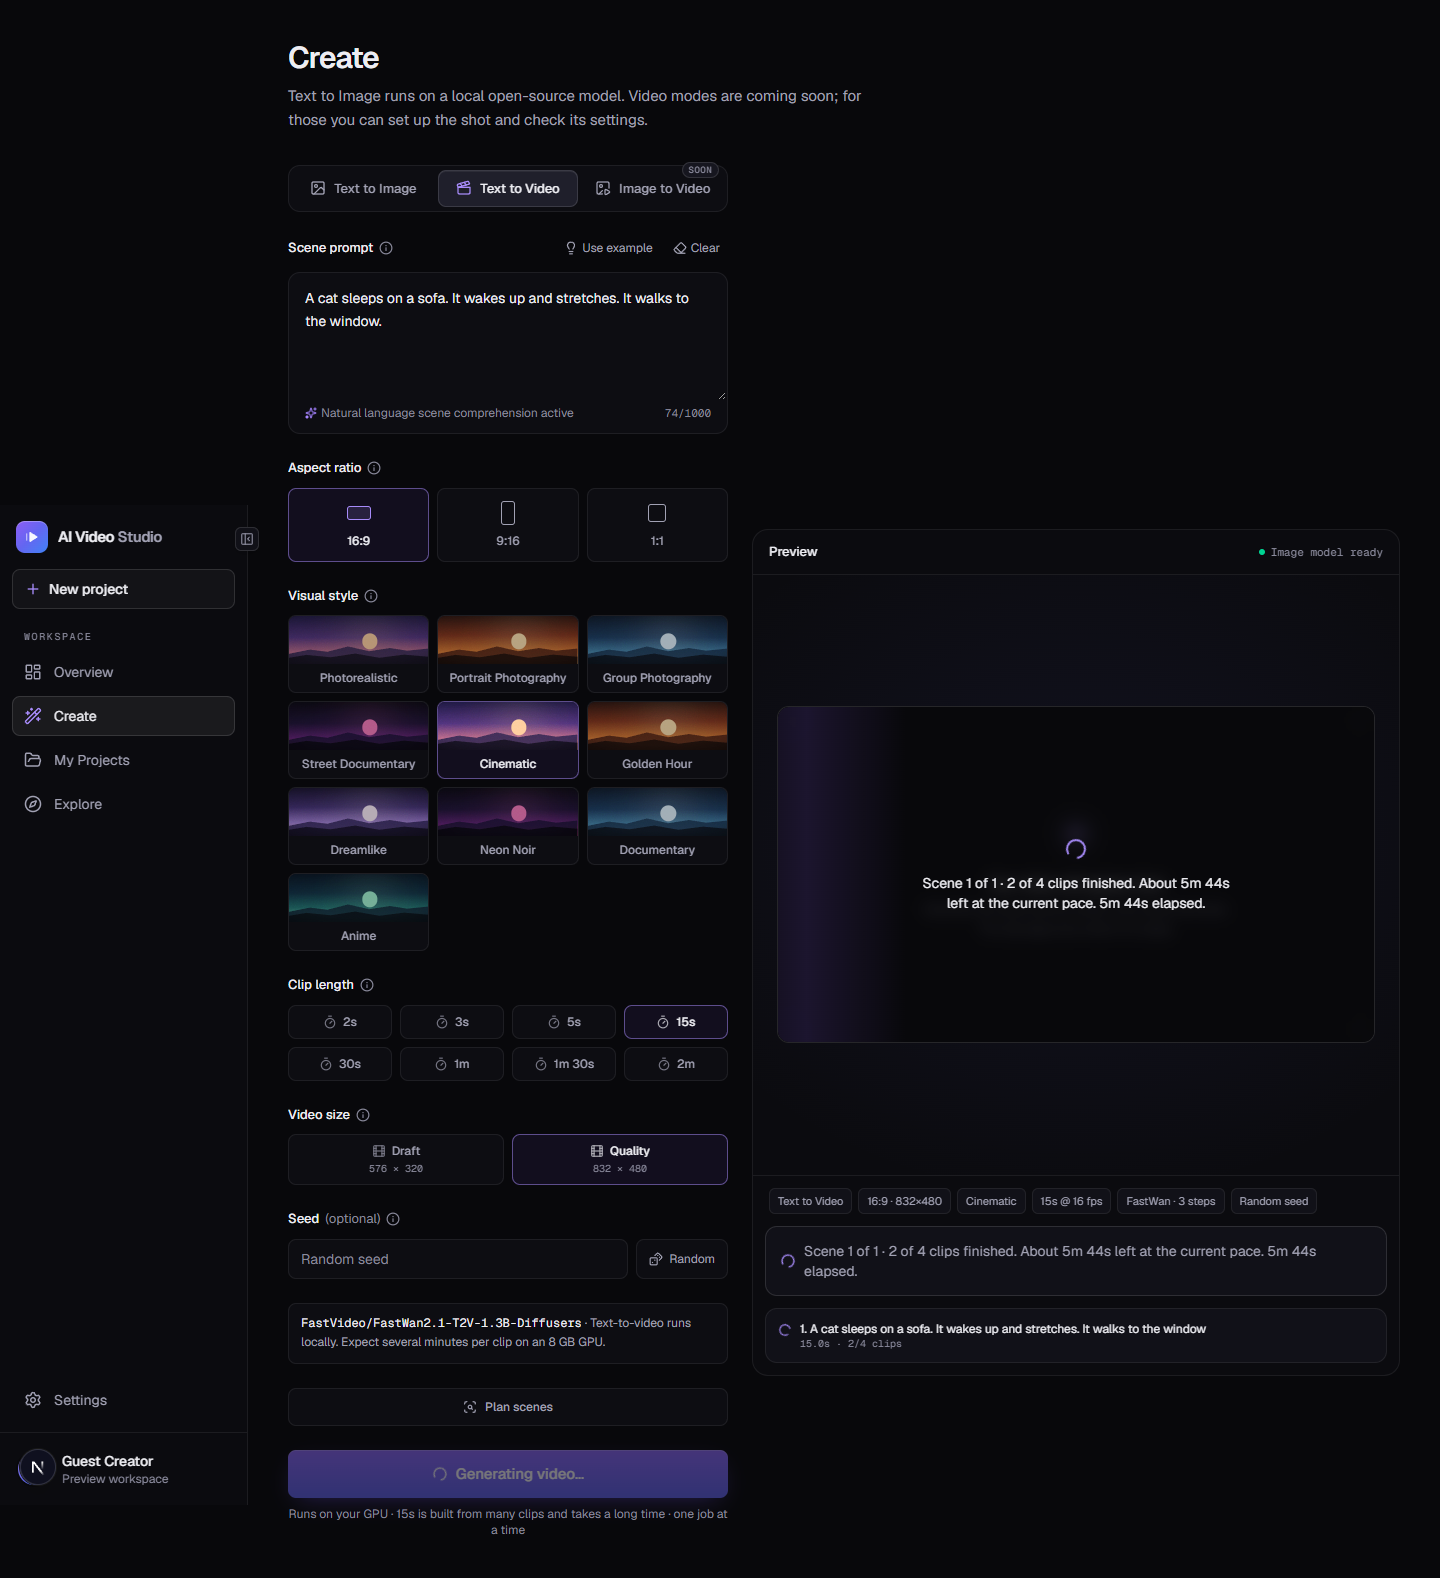 Create
Text to Image runs on a local open-source model. Video modes are coming soon; for
those you can set up the shot and check its settings.
SOON
Text to Image
Text to Video
Image to Video
Scene prompt
Use example
Clear
A cat sleeps on a sofa. It wakes up and stretches. It walks to
the window.
Natural language scene comprehension active
74/1000
Aspect ratio
16:9
9:16
1:1
Visual style
Photorealistic
Portrait Photography
Group Photography
Street Documentary
Cinematic
Golden Hour
Dreamlike
Neon Noir
Documentary
Anime
Clip length
2s
3s
5s
15s
30s
1m
1m 30s
2m
Video size
Draft
576 × 320
Quality
832 × 480
Seed (optional)
Random seed
Random
FastVideo/FastWan2.1-T2V-1.3B-Diffusers · Text-to-video runs
locally. Expect several minutes per clip on an 8 GB GPU.
Plan scenes
Generating video...
Runs on your GPU · 15s is built from many clips and takes a long time · one job at
a time
AI Video Studio
New project
WORKSPACE
Overview
Create
My Projects
Explore
Settings
N
Guest Creator
Preview workspace
Preview
Image model ready
Scene 1 of 1 · 2 of 4 clips finished. About 5m 44s
left at the current pace. 5m 44s elapsed.
Text to Video
16:9 · 832×480
Cinematic
15s @ 16 fps
FastWan · 3 steps
Random seed
Scene 1 of 1 · 2 of 4 clips finished. About 5m 44s left at the current pace. 5m 44s
elapsed.
1. A cat sleeps on a sofa. It wakes up and stretches. It walks to the window
15.0s · 2/4 clips